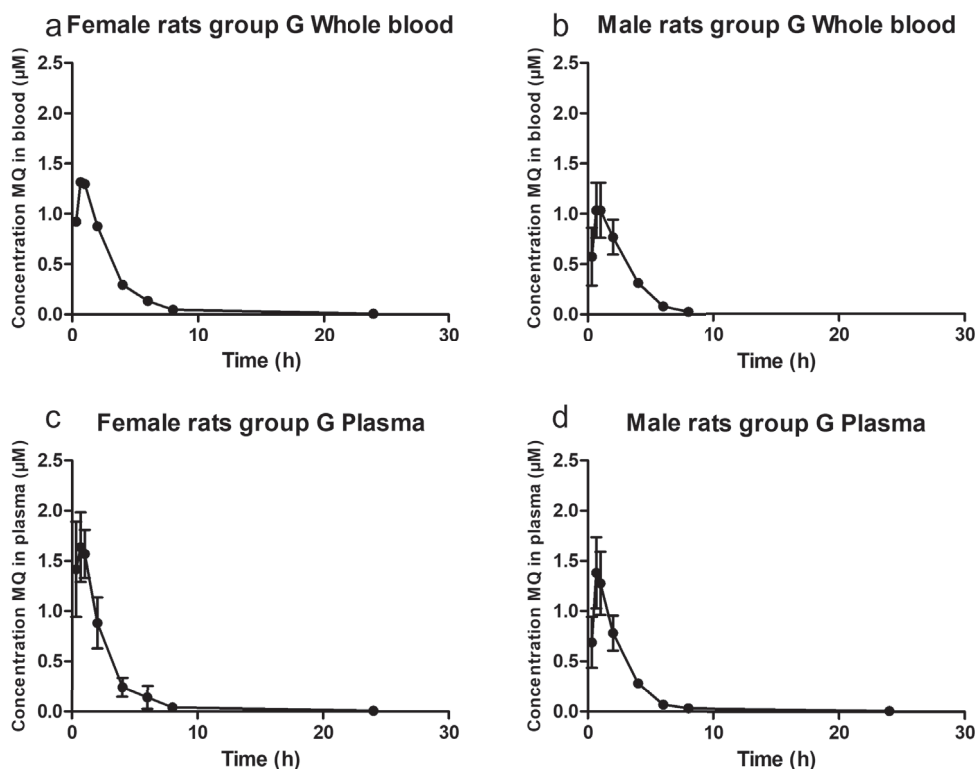 a Female rats group G Whole blood
Concentration MQ in blood (µM)
2.5
2.0
1.5
1.0
0.5
0.0
0 10 20 30
Time (h)
b Male rats group G Whole blood
Concentration MQ in blood (µM)
2.5
2.0
1.5
1.0
0.5
0.0
0 10 20 30
Time (h)
c Female rats group G Plasma
Concentration MQ in plasma (µM)
2.5
2.0
1.5
1.0
0.5
0.0
0 10 20 30
Time (h)
d Male rats group G Plasma
Concentration MQ in plasma (µM)
2.5
2.0
1.5
1.0
0.5
0.0
0 10 20 30
Time (h)